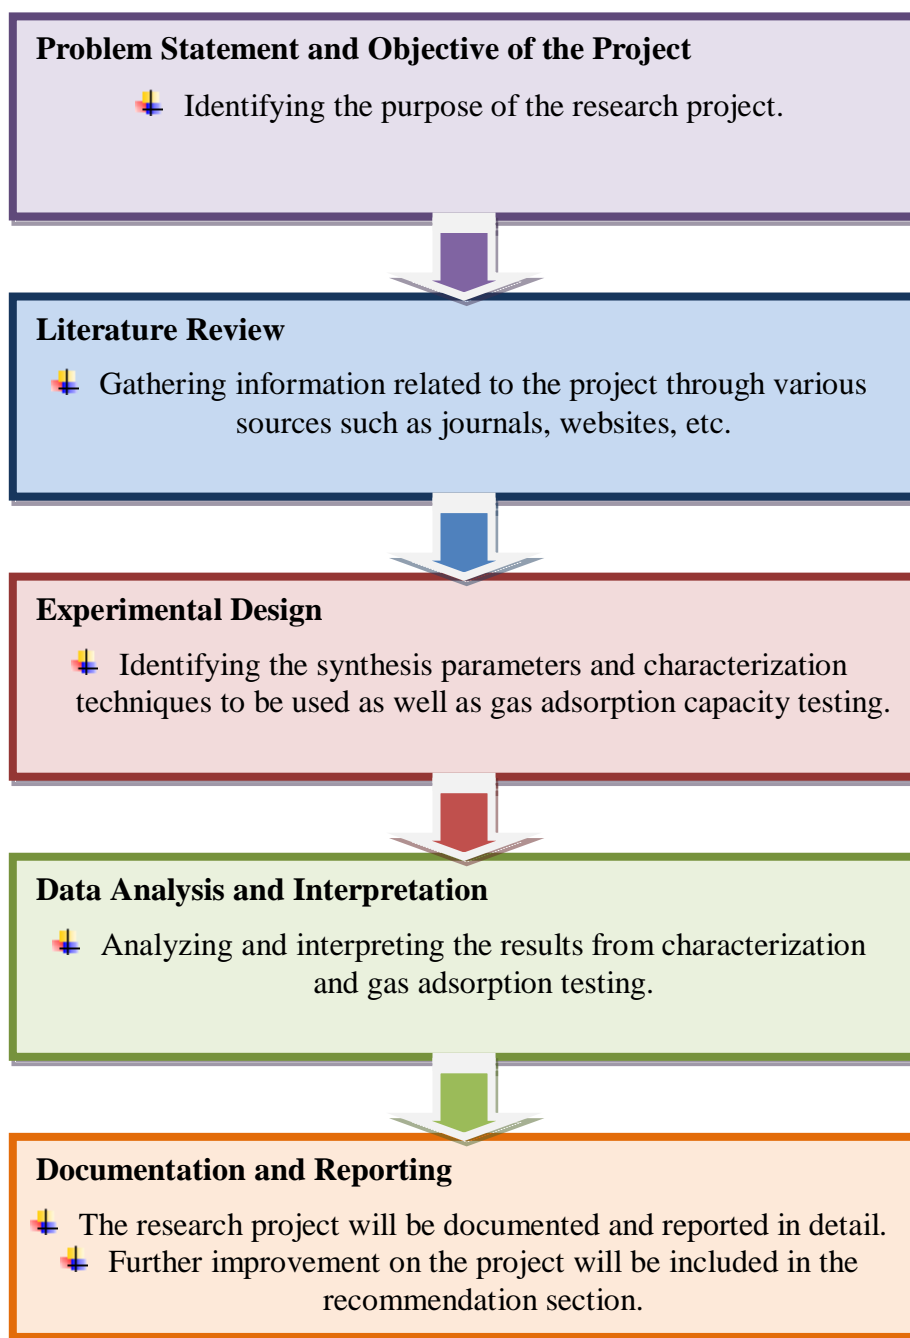 Problem Statement and Objective of the Project
Identifying the purpose of the research project.
Literature Review
Gathering information related to the project through various
sources such as journals, websites, etc.
Experimental Design
Identifying the synthesis parameters and characterization
techniques to be used as well as gas adsorption capacity testing.
Data Analysis and Interpretation
Analyzing and interpreting the results from characterization
and gas adsorption testing.
Documentation and Reporting
The research project will be documented and reported in detail.
Further improvement on the project will be included in the
recommendation section.